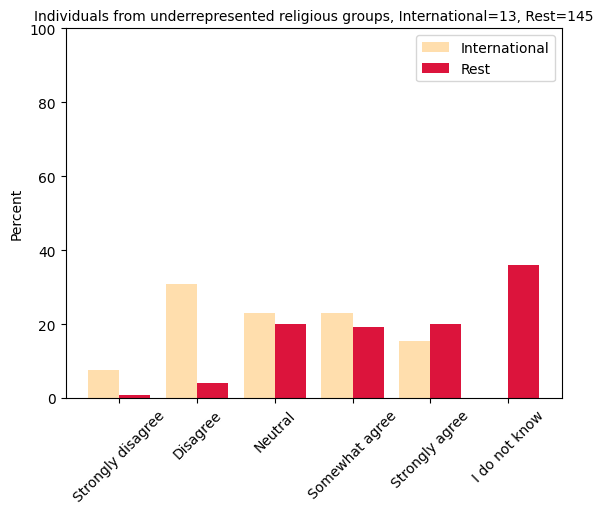 Individuals from underrepresented religious groups, International=13, Rest=145
International
Rest
Percent
100
80
60
40
20
0
Strongly disagree
Disagree
Neutral
Somewhat agree
Strongly agree
I do not know